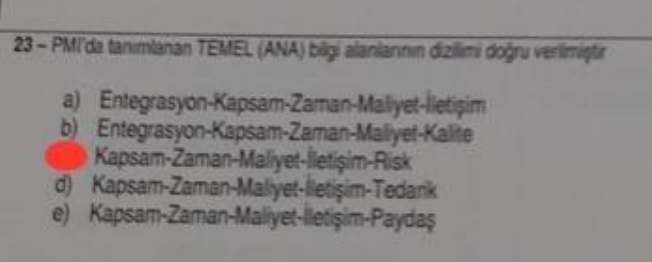 23 – PMI'da tanımlanan TEMEL (ANA) bilgi alanlarının dizilimi doğru verilmiştir
a) Entegrasyon-Kapsam-Zaman-Maliyet-İletişim
b) Entegrasyon-Kapsam-Zaman-Maliyet-Kalite
Kapsam-Zaman-Maliyet-İletişim-Risk
d) Kapsam-Zaman-Maliyet-İletişim-Tedarik
e) Kapsam-Zaman-Maliyet-İletişim-Paydaş